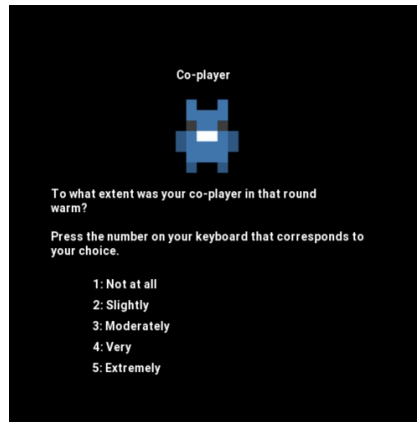 Co-player
To what extent was your co-player in that round
warm?
Press the number on your keyboard that corresponds to
your choice.
1: Not at all
2: Slightly
3: Moderately
4: Very
5: Extremely